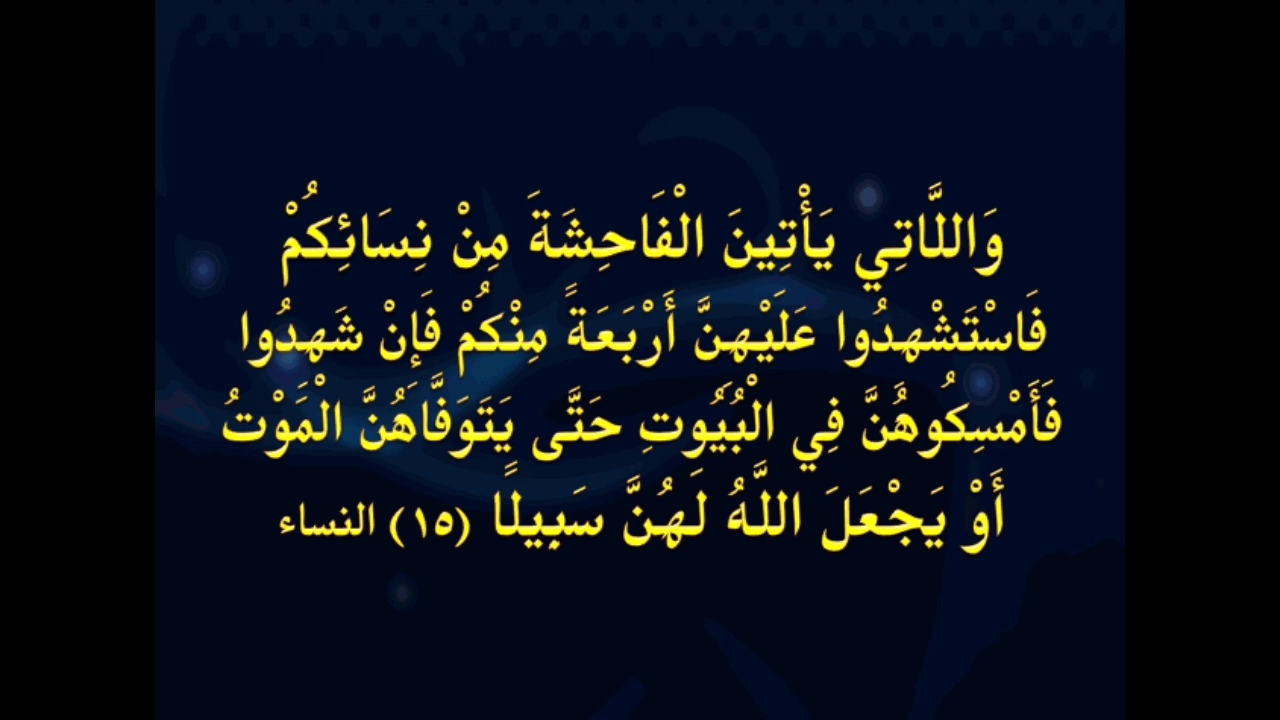 وَاللَّاتِي يَأْتِينَ الْفَاحِشَةَ مِنْ نِسَائِكُمْ
فَاسْتَشْهِدُوا عَلَيْهِنَّ أَرْبَعَةً مِنْكُمْ فَإِنْ شَهِدُوا
فَأَمْسِكُوهُنَّ فِي الْبُيُوتِ حَتَّى يَتَوَفَّاهُنَّ الْمَوْتُ
أَوْ يَجْعَلَ اللَّهُ لَهُنَّ سَبِيلًا (١٥) النساء